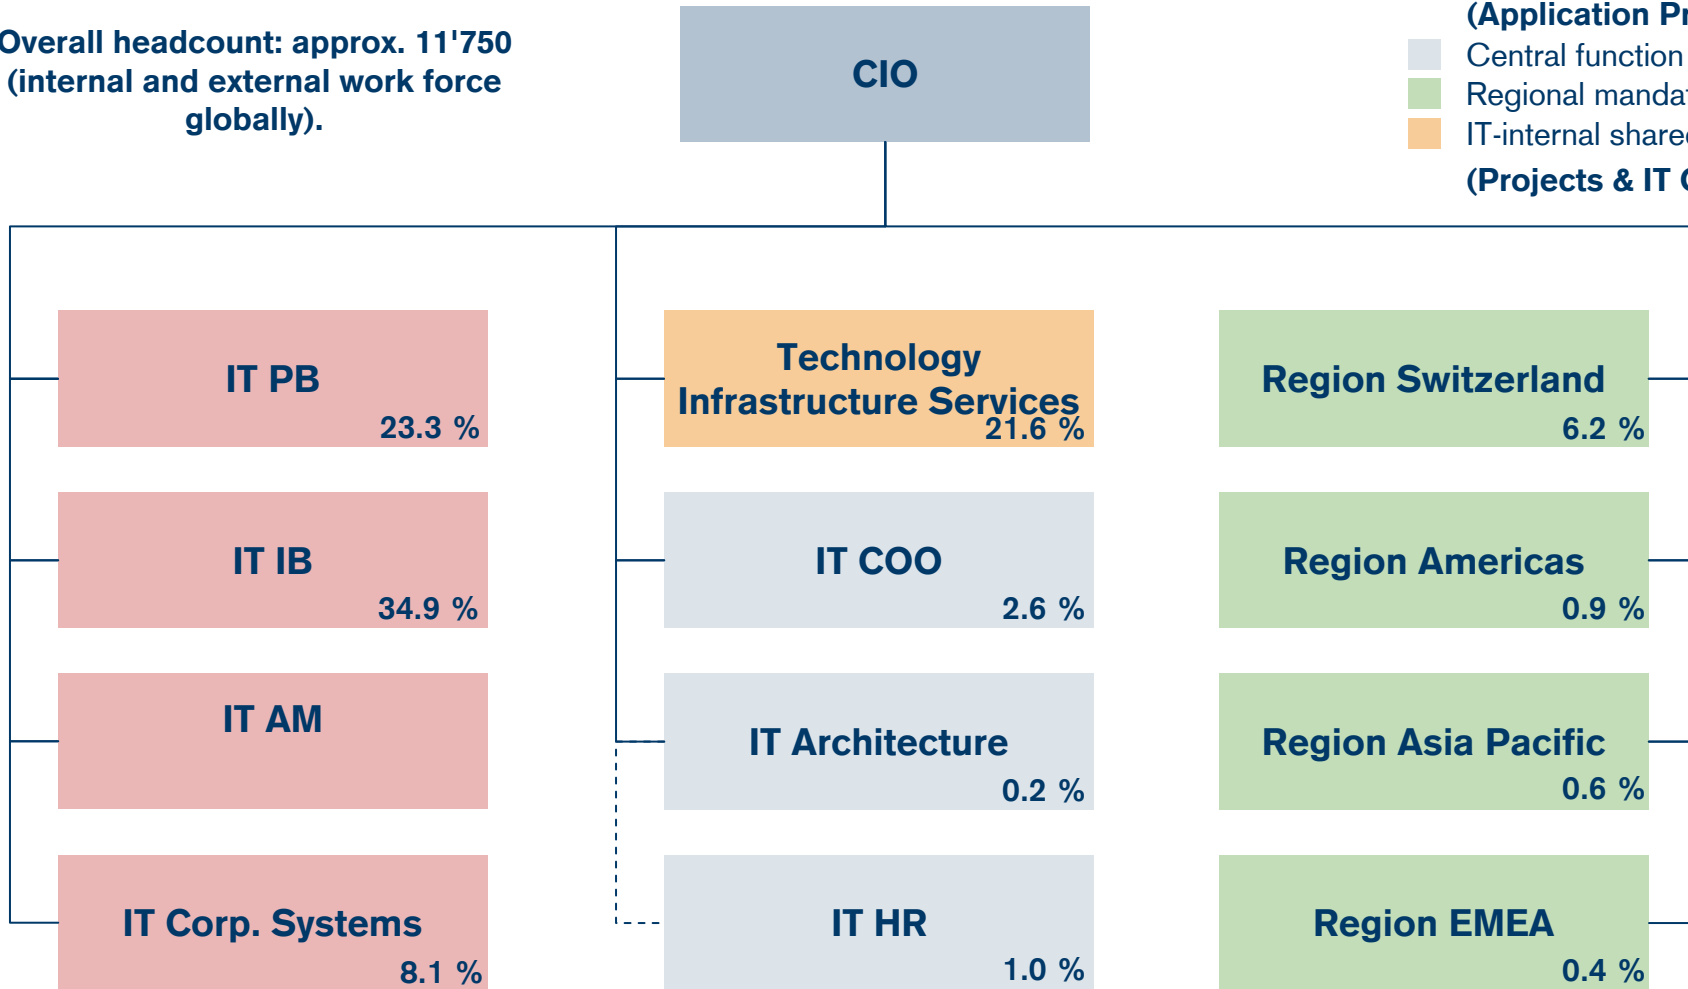 Overall headcount: approx. 11'750
(internal and external work force
globally).
CIO
(Application
Central function
Regional
IT-internal
(Projects & IT
IT PB
23.3 %
Technology
Infrastructure Services
21.6 %
Region Switzerland
6.2 %
IT IB
34.9 %
IT COO
2.6 %
Region Americas
0.9 %
IT AM
IT Architecture
0.2 %
Region Asia Pacific
0.6 %
IT Corp. Systems
8.1 %
IT HR
1.0 %
Region EMEA
0.4 %